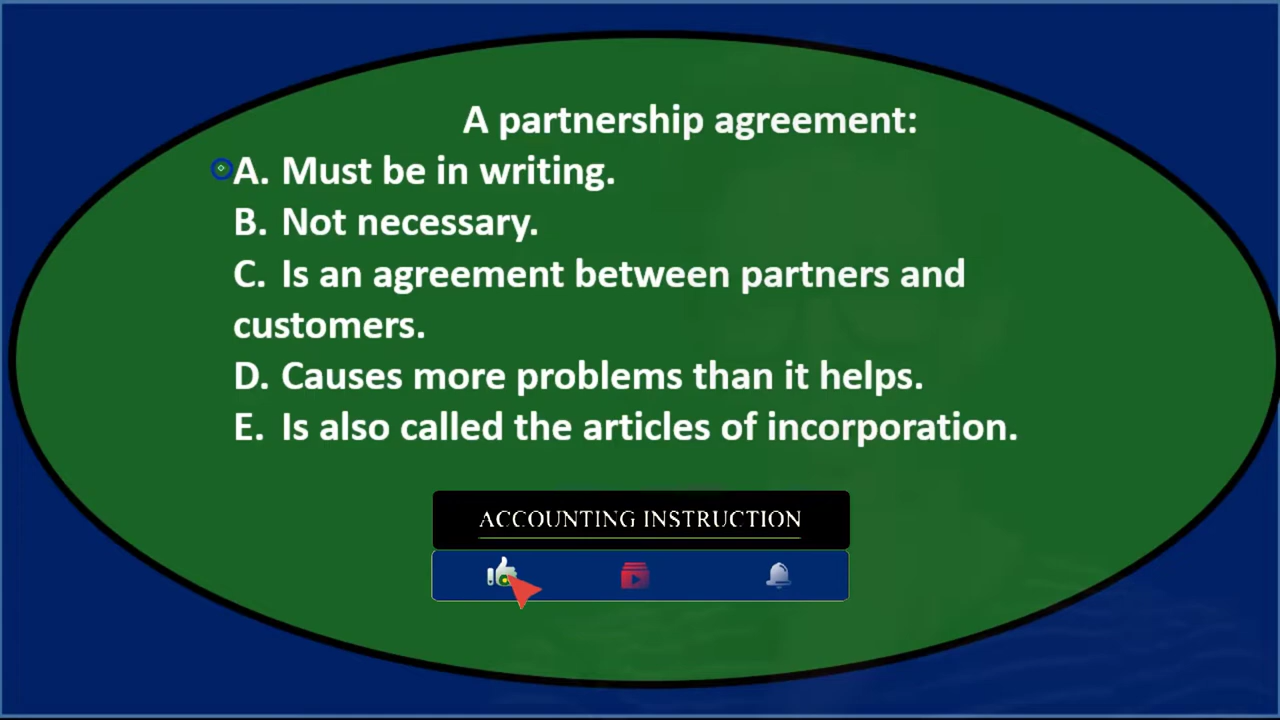 A partnership agreement:
A. Must be in writing.
B. Not necessary.
C. Is an agreement between partners and
customers.
D. Causes more problems than it helps.
E. Is also called the articles of incorporation.
ACCOUNTING INSTRUCTION